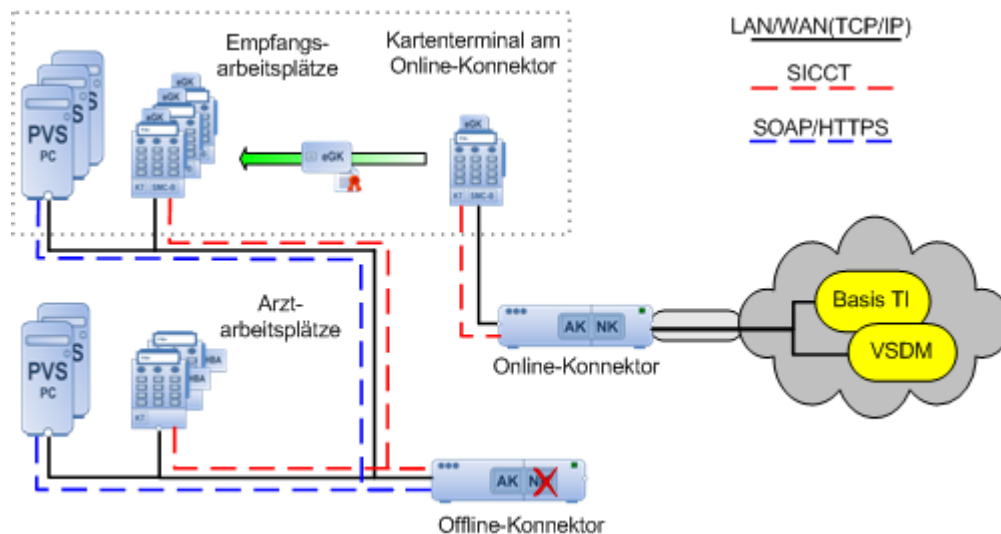 LAN/WAN(TCP/IP)
SICCT
SOAP/HTTPS
Empfangs-
arbeitsplätze
Kartenterminal am
Online-Konnektor
PVS
PC
S
S
eGK
eGK
eGK
KT SMC-B
eGK
eGK
KT SMC-B
Arzt-
arbeitsplätze
PVS
PC
S
HBA
HBA
KT
AK NK
Online-Konnektor
Basis TI
VSDM
AK N
Offline-Konnektor